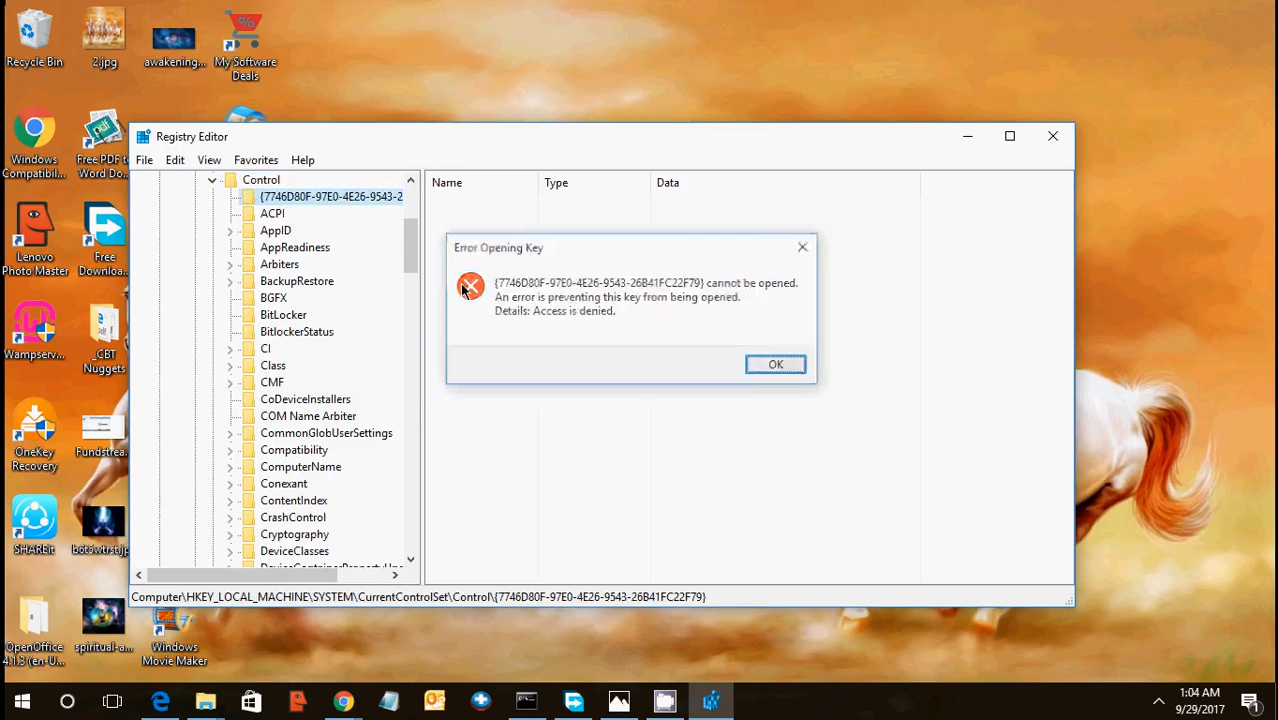 Recycle Bin
2.jpg
awakening...
My Software
Deals
Windows
Compatibil...
Free PDF to
Word Do...
Lenovo
Photo Master
Free
Downloa...
Wampserv...
_CBT
Nuggets
OneKey
Recovery
Fundstrea...
SHAREit
OpenOffice
4.1.3 (en-U...
spiritual-a...
Windows
Movie Maker
Registry Editor
File Edit View Favorites Help
Control
{7746D80F-97E0-4E26-9543-2
ACPI
AppID
AppReadiness
Arbiters
BackupRestore
BGFX
BitLocker
BitlockerStatus
CI
Class
CMF
CoDeviceInstallers
COM Name Arbiter
CommonGlobUserSettings
Compatibility
ComputerName
Conexant
ContentIndex
CrashControl
Cryptography
DeviceClasses
Name Type Data
Error Opening Key
{7746D80F-97E0-4E26-9543-26B41FC22F79} cannot be opened.
An error is preventing this key from being opened.
Details: Access is denied.
OK
Computer\HKEY_LOCAL_MACHINE\SYSTEM\CurrentControlSet\Control\{7746D80F-97E0-4E26-9543-26B41FC22F79}
1:04 AM
9/29/2017
1